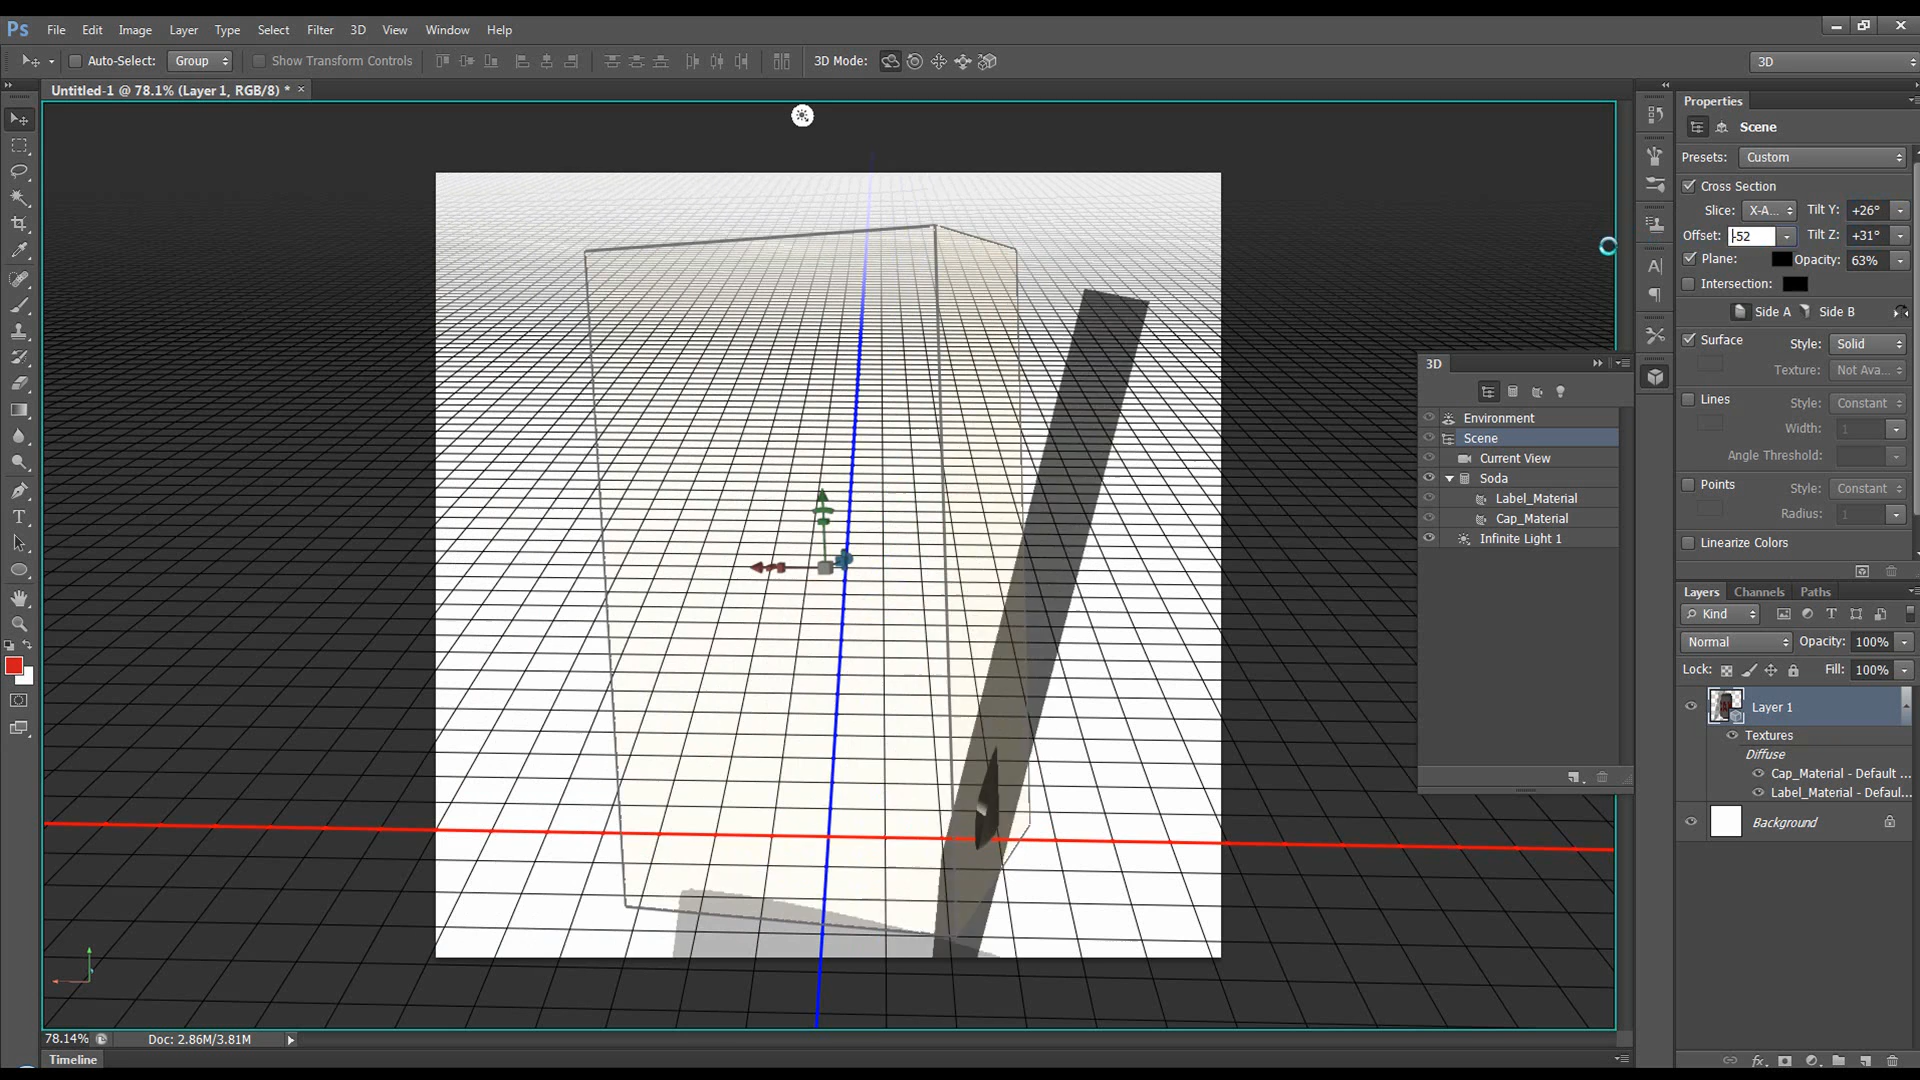 Ps File Edit Image Layer Type Select Filter 3D View Window Help
Auto-Select: Group Show Transform Controls 3D Mode: 3D
Untitled-1 @ 78.1% (Layer 1, RGB/8) * ×
Properties
Scene
Presets: Custom
Cross Section
Slice: X-A... Tilt Y: +26°
Offset: -52 Tilt Z: +31°
Plane: Opacity: 63%
Intersection:
Side A Side B
Surface Style: Solid
Texture: Not Ava...
Lines Style: Constant
Width: 1
Angle Threshold:
Points Style: Constant
Radius: 1
Linearize Colors
3D
Environment
Scene
Current View
Soda
Label_Material
Cap_Material
Infinite Light 1
Layers Channels Paths
Kind
Normal Opacity: 100%
Lock: Fill: 100%
Layer 1
Textures
Diffuse
Cap_Material - Default ...
Label_Material - Defaul...
Background
78.14% Doc: 2.86M/3.81M
Timeline